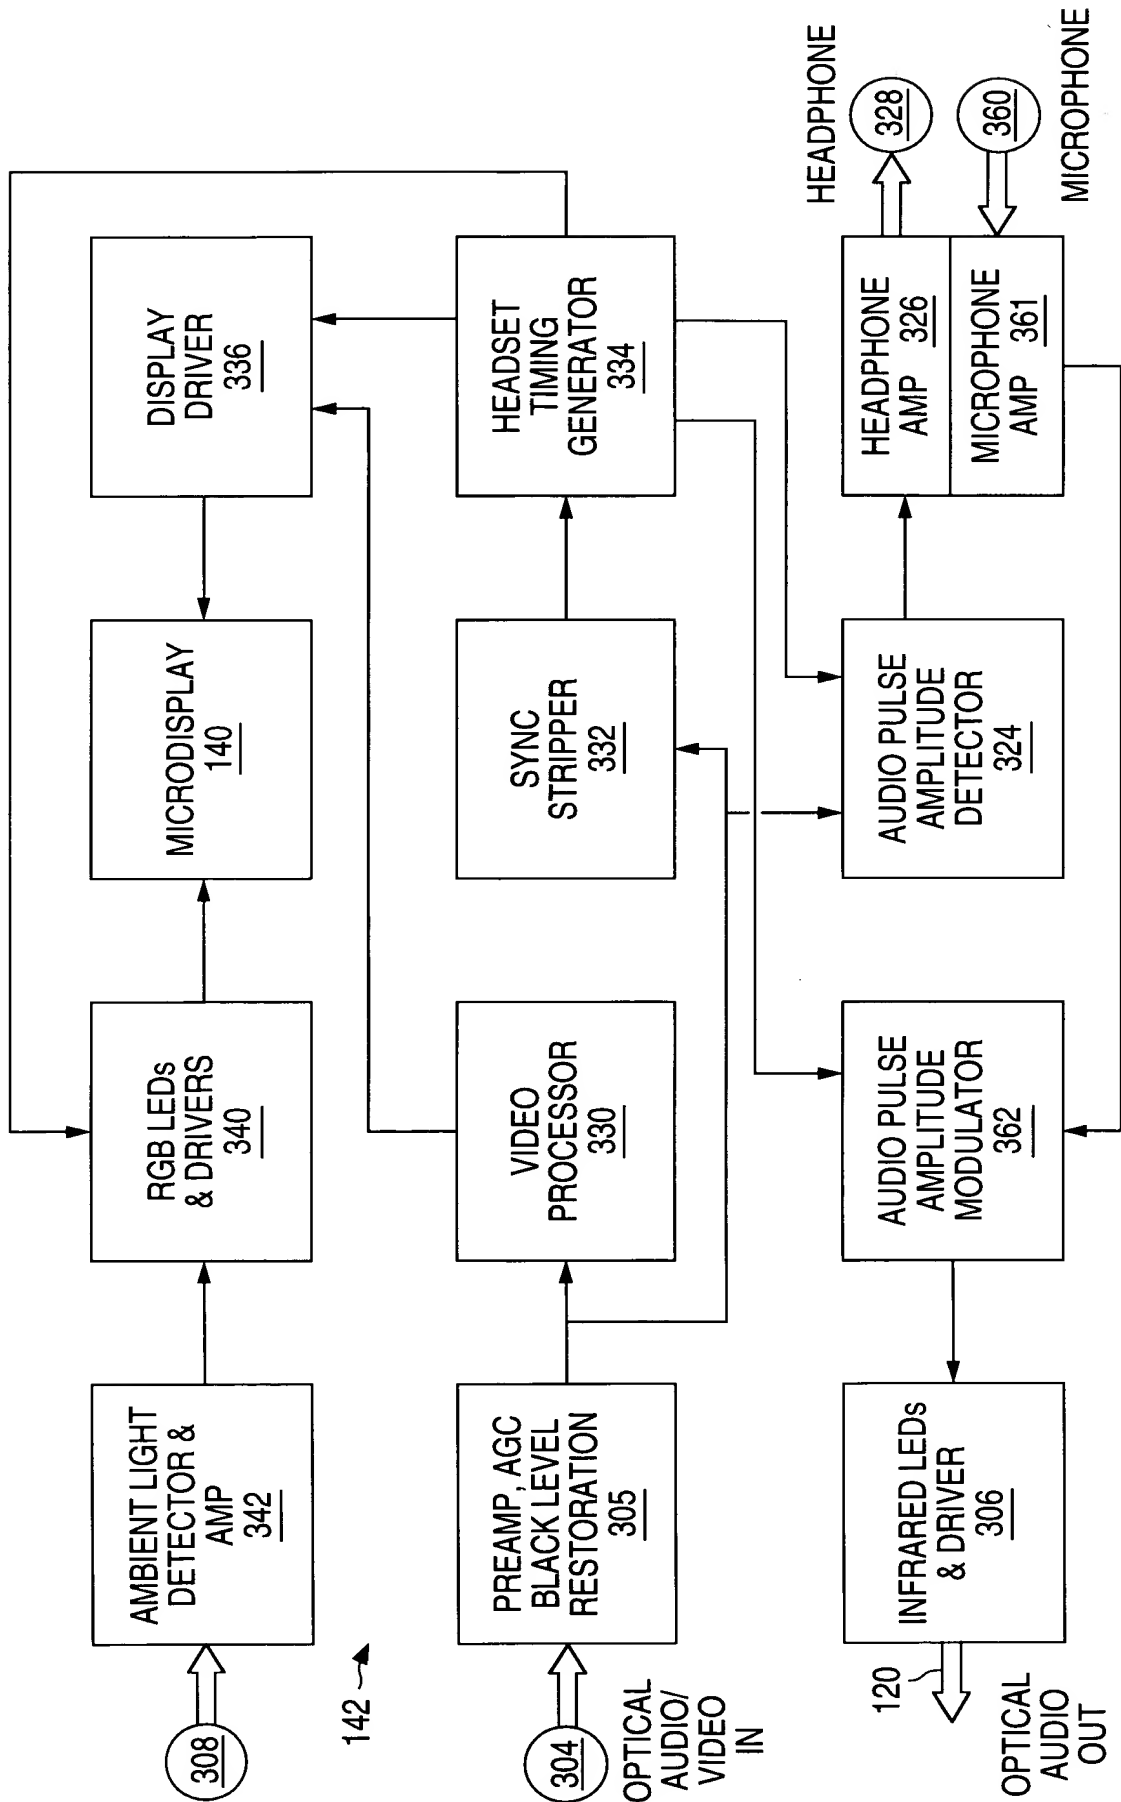 308
AMBIENT LIGHT
DETECTOR &
AMP
342
RGB LEDs
& DRIVERS
340
MICRODISPLAY
140
DISPLAY
DRIVER
336
142
304
OPTICAL
AUDIO/
VIDEO
IN
PREAMP, AGC
BLACK LEVEL
RESTORATION
305
VIDEO
PROCESSOR
330
SYNC
STRIPPER
332
HEADSET
TIMING
GENERATOR
334
120
OPTICAL
AUDIO
OUT
INFRARED LEDs
& DRIVER
306
AUDIO PULSE
AMPLITUDE
MODULATOR
362
AUDIO PULSE
AMPLITUDE
DETECTOR
324
HEADPHONE
AMP 326
MICROPHONE
AMP 361
HEADPHONE
328
360
MICROPHONE